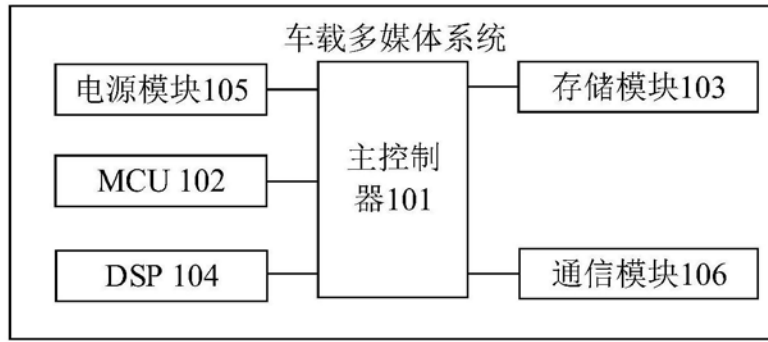 车载多媒体系统
电源模块105
存储模块103
MCU 102
主控制
器101
DSP 104
通信模块106